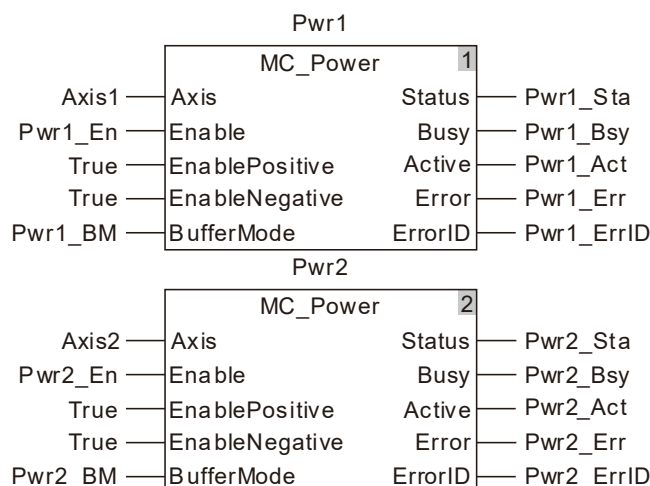 Pwr1
MC_Power 1
Axis1 Axis Status Pwr1_Sta
Pwr1_En Enable Busy Pwr1_Bsy
True EnablePositive Active Pwr1_Act
True EnableNegative Error Pwr1_Err
Pwr1_BM BufferMode ErrorID Pwr1_ErrID
Pwr2
MC_Power 2
Axis2 Axis Status Pwr2_Sta
Pwr2_En Enable Busy Pwr2_Bsy
True EnablePositive Active Pwr2_Act
True EnableNegative Error Pwr2_Err
Pwr2_BM BufferMode ErrorID Pwr2_ErrID